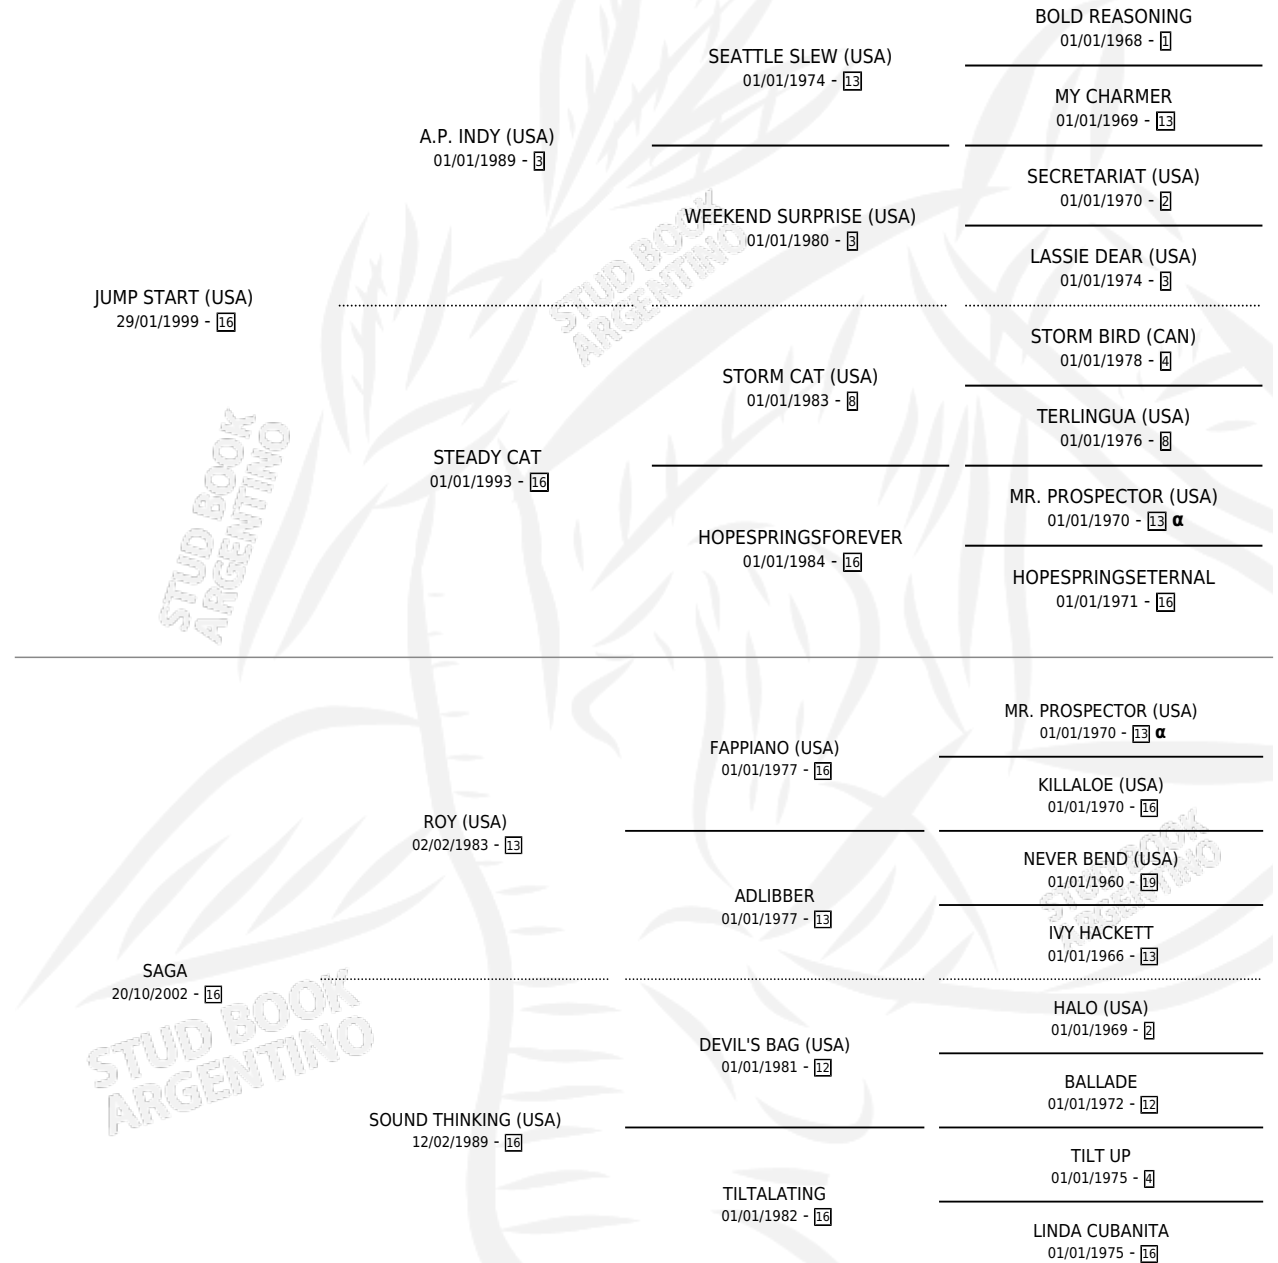 BOLD REASONING
01/01/1968 - 1
SEATTLE SLEW (USA)
01/01/1974 - 13
MY CHARMER
01/01/1969 - 13
A.P. INDY (USA)
01/01/1989 - 3
SECRETARIAT (USA)
01/01/1970 - 2
WEEKEND SURPRISE (USA)
01/01/1980 - 3
LASSIE DEAR (USA)
01/01/1974 - 3
JUMP START (USA)
29/01/1999 - 16
STORM BIRD (CAN)
01/01/1978 - 4
STORM CAT (USA)
01/01/1983 - 8
TERLINGUA (USA)
01/01/1976 - 8
STEADY CAT
01/01/1993 - 16
MR. PROSPECTOR (USA)
01/01/1970 - 13 α
HOPESPRINGSFOREVER
01/01/1984 - 16
HOPESPRINGSETERNAL
01/01/1971 - 16
MR. PROSPECTOR (USA)
01/01/1970 - 13 α
FAPPIANO (USA)
01/01/1977 - 16
KILLALOE (USA)
01/01/1970 - 16
ROY (USA)
02/02/1983 - 13
NEVER BEND (USA)
01/01/1960 - 19
ADLIBBER
01/01/1977 - 13
IVY HACKETT
01/01/1966 - 13
SAGA
20/10/2002 - 16
HALO (USA)
01/01/1969 - 2
DEVIL'S BAG (USA)
01/01/1981 - 12
BALLADE
01/01/1972 - 12
SOUND THINKING (USA)
12/02/1989 - 16
TILT UP
01/01/1975 - 4
TILTALATING
01/01/1982 - 16
LINDA CUBANITA
01/01/1975 - 16
STUD BOOK
ARGENTINO
STUD BOOK
ARGENTINO
STUD BOOK
ARGENTINO
STUD BOOK
ARGENTINO